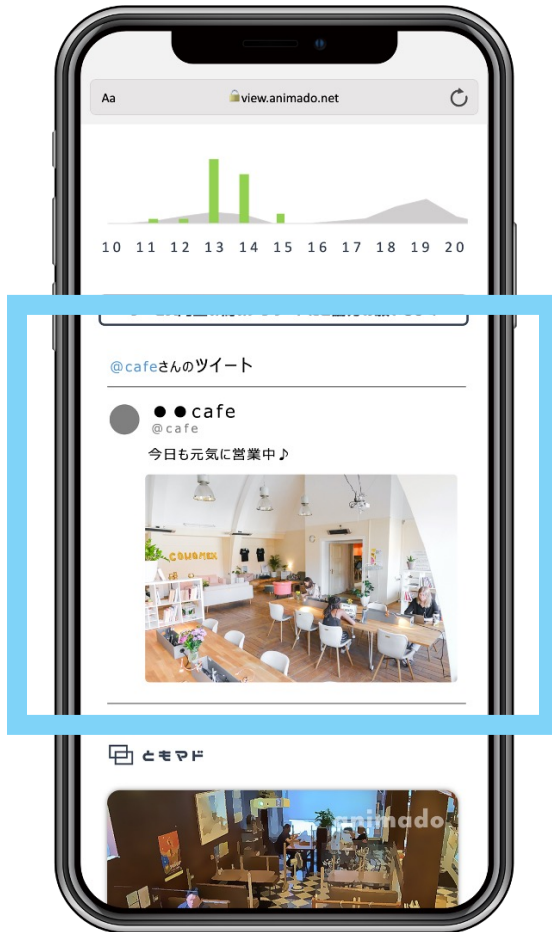 Aa
view.animado.net
10 11 12 13 14 15 16 17 18 19 20
@cafeさんのツイート
●●cafe
@cafe
今日も元気に営業中♪
COWOMEN
ともマド
animado